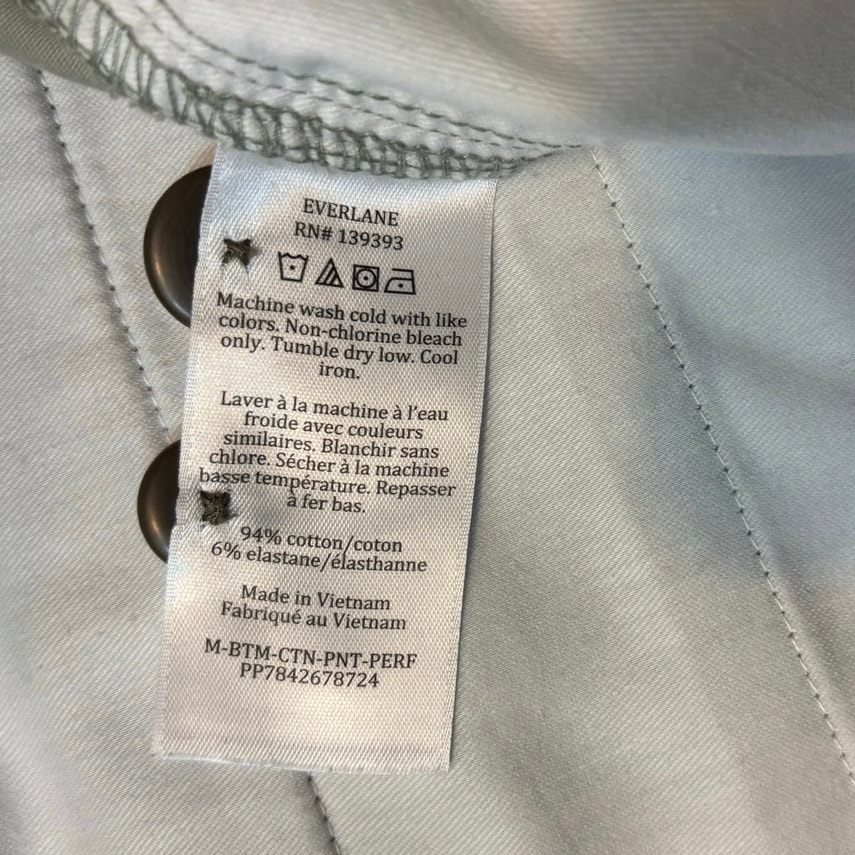 EVERLANE
RN# 139393
Machine wash cold with like
colors. Non-chlorine bleach
only. Tumble dry low. Cool
iron.
Laver à la machine à l'eau
froide avec couleurs
similaires. Blanchir sans
chlore. Sécher à la machine
basse température. Repasser
à fer bas.
94% cotton/coton
6% elastane/élasthanne
Made in Vietnam
Fabriqué au Vietnam
M-BTM-CTN-PNT-PERF
PP7842678724